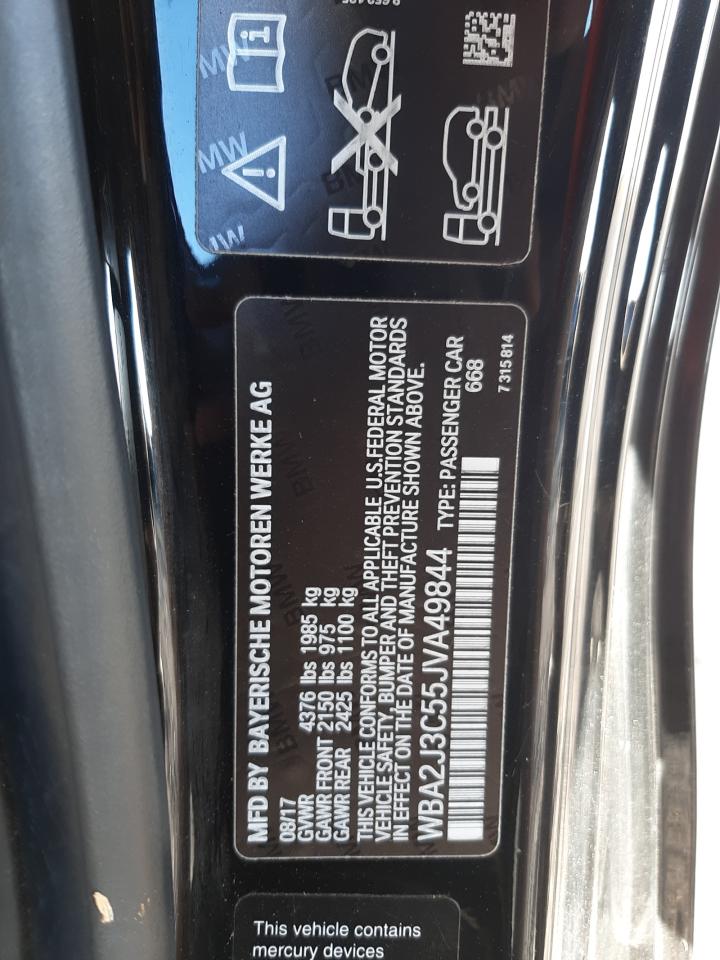 MFD BY BAYERISCHE MOTOREN WERKE AG
08/17
GVWR 4376 lbs 1985 kg
GAWR FRONT 2150 lbs 975 kg
GAWR REAR 2425 lbs 1100 kg
THIS VEHICLE CONFORMS TO ALL APPLICABLE U.S. FEDERAL MOTOR
VEHICLE SAFETY, BUMPER AND THEFT PREVENTION STANDARDS
IN EFFECT ON THE DATE OF MANUFACTURE SHOWN ABOVE.
WBA2J3C55JVA49844 TYPE: PASSENGER CAR
668
7 315 814
This vehicle contains
mercury devices